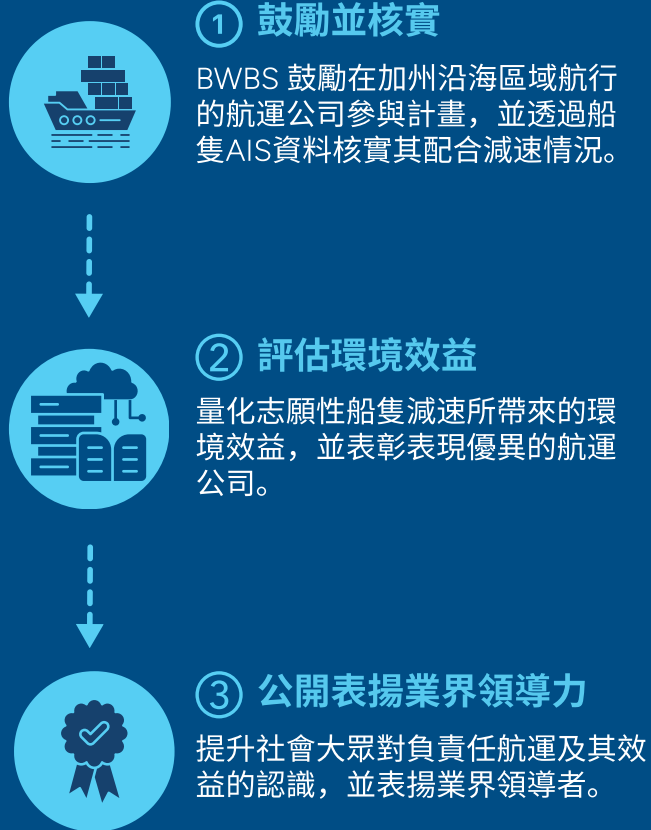 1 鼓勵並核實
BWBS 鼓勵在加州沿海區域航行
的航運公司參與計畫，並透過船
隻AIS資料核實其配合減速情況。
2 評估環境效益
量化志願性船隻減速所帶來的環
境效益，並表彰表現優異的航運
公司。
3 公開表揚業界領導力
提升社會大眾對負責任航運及其效
益的認識，並表揚業界領導者。